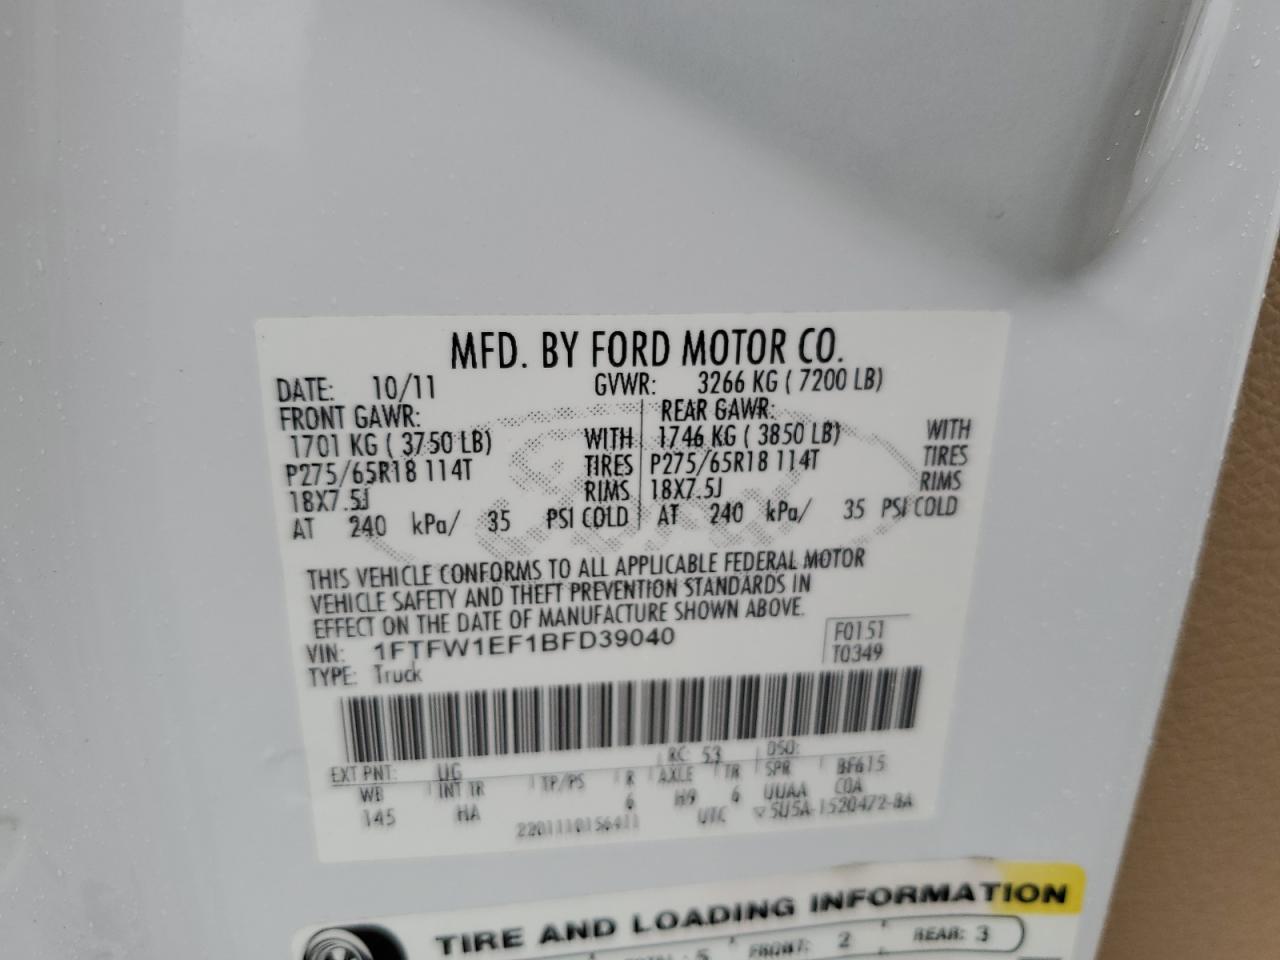 MFD. BY FORD MOTOR CO.
DATE: 10/11 GVWR: 3266 KG ( 7200 LB)
FRONT GAWR: REAR GAWR:
1701 KG ( 3750 LB) WITH 1746 KG ( 3850 LB) WITH
P275/65R18 114T TIRES P275/65R18 114T TIRES
18X7.5J RIMS 18X7.5J RIMS
AT 240 kPa/ 35 PSI COLD AT 240 kPa/ 35 PSI COLD
THIS VEHICLE CONFORMS TO ALL APPLICABLE FEDERAL MOTOR
VEHICLE SAFETY AND THEFT PREVENTION STANDARDS IN
EFFECT ON THE DATE OF MANUFACTURE SHOWN ABOVE.
VIN: 1FTFW1EF1BFD39040 F0151
TYPE: Truck T0349
EXT PNT: UG RC: 53 DSO: BF615
WB INT TR TP/PS R AXLE TR SPR COA
145 HA 6 H9 6 UUAA
UTC
TIRE AND LOADING INFORMATION
5 FRONT: 2 REAR: 3